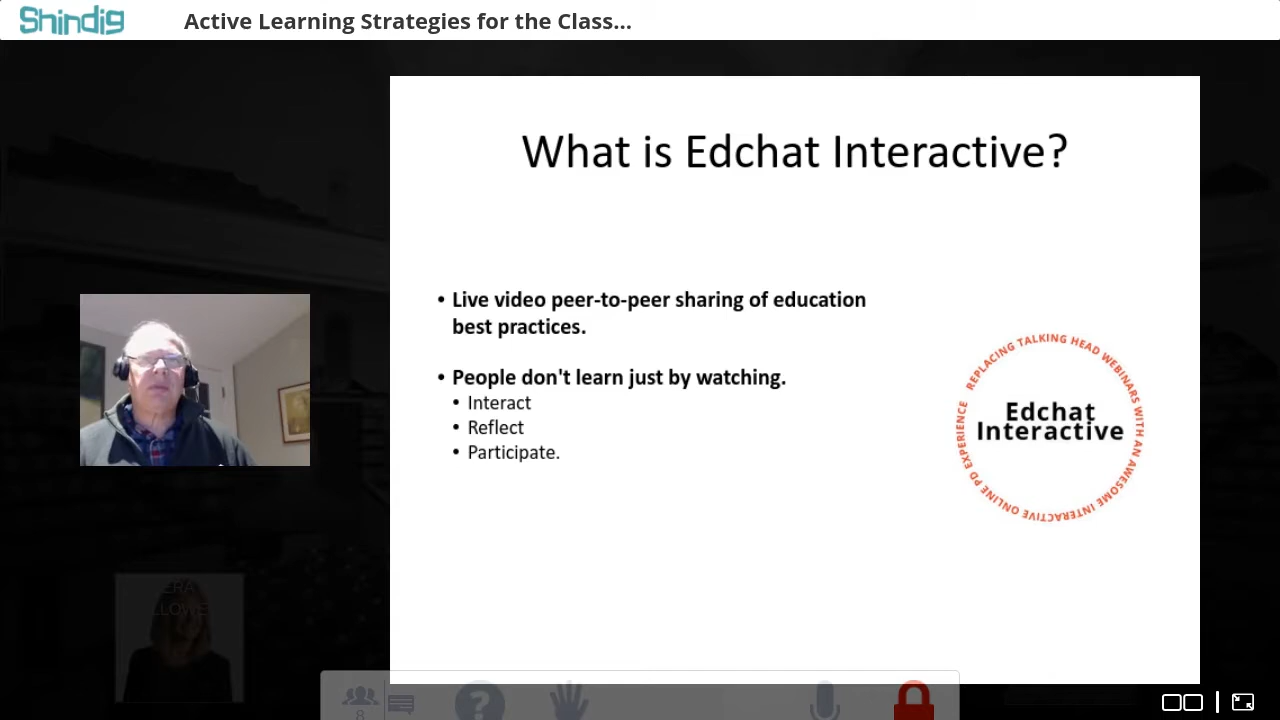 Shindig
Active Learning Strategies for the Class...
What is Edchat Interactive?
• Live video peer-to-peer sharing of education
best practices.
• People don't learn just by watching.
• Interact
• Reflect
• Participate.
REPLACING TALKING HEAD WEBINARS WITH AN AWESOME INTERACTIVE ONLINE PD EXPERIENCE
Edchat
Interactive
?
8